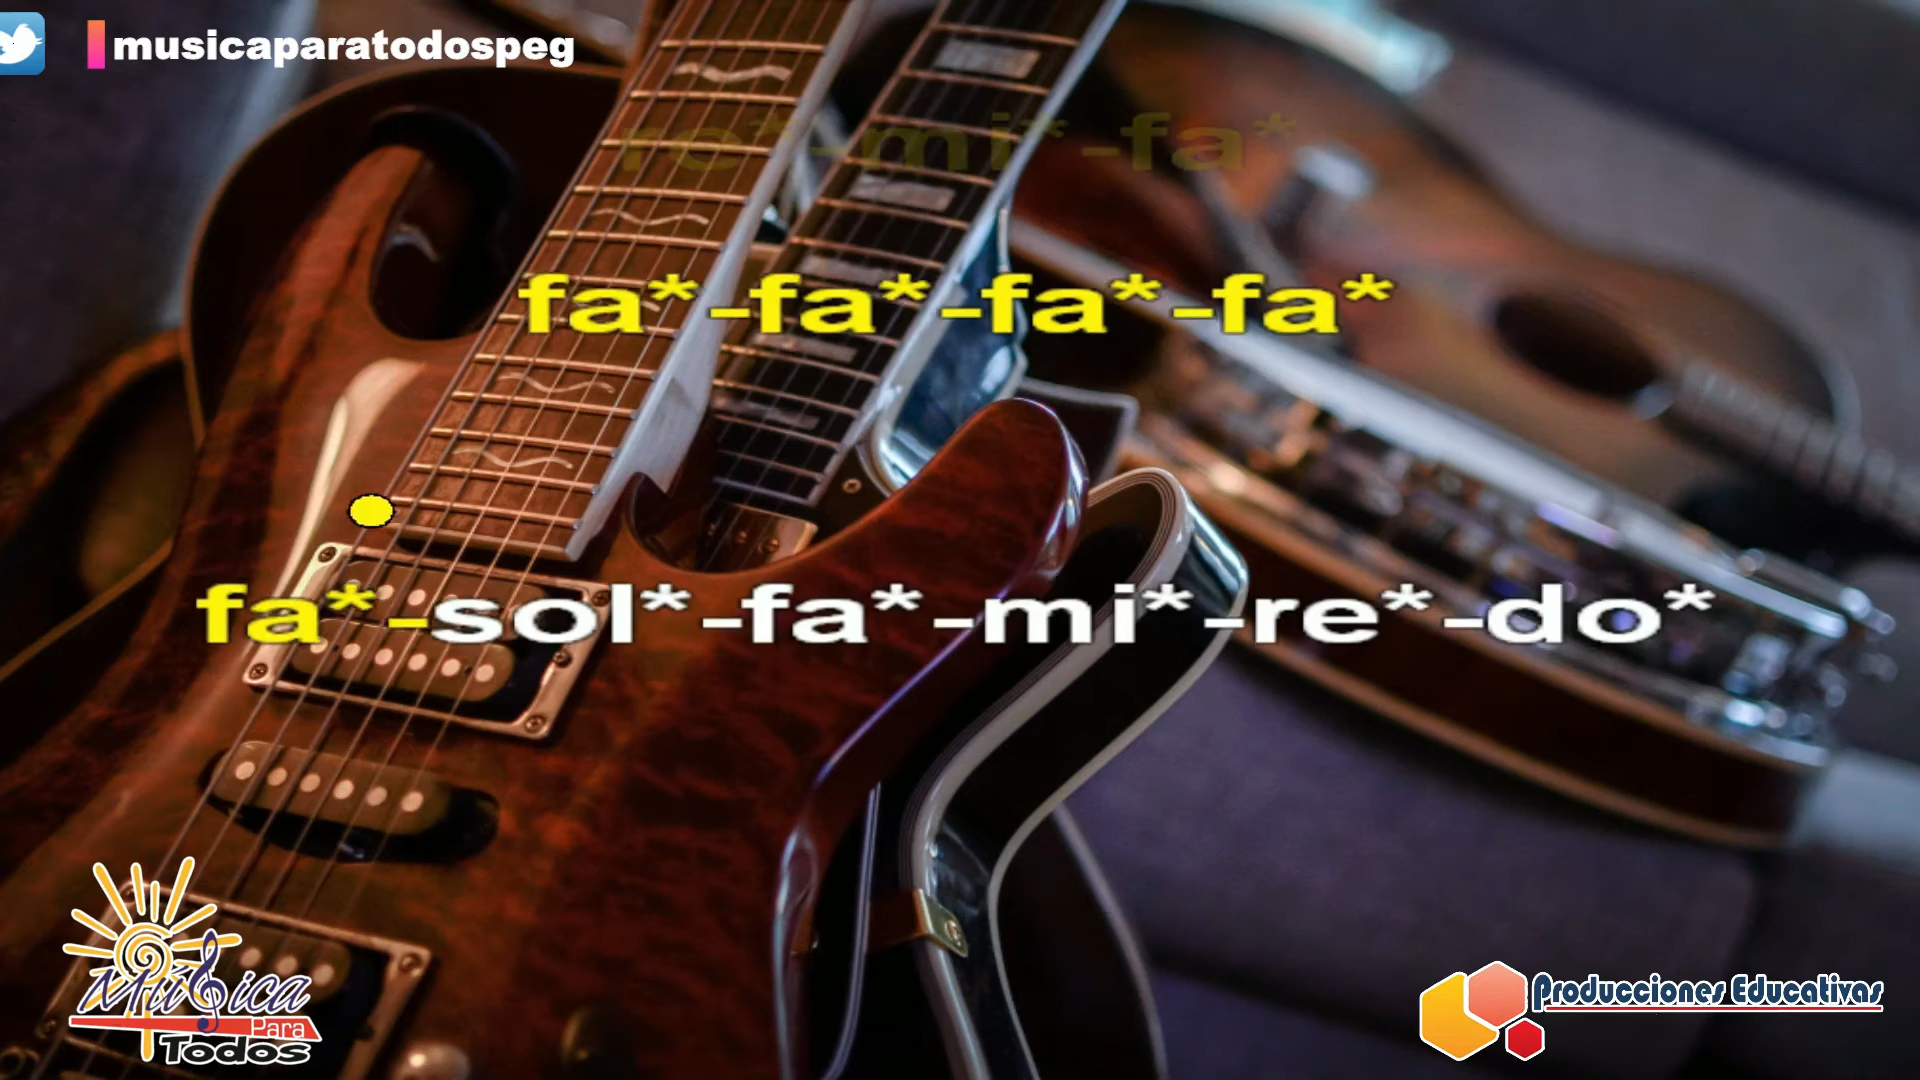 musicaparatodospeg
re*-mi*-fa*
fa*-fa*-fa*-fa*
fa*-sol*-fa*-mi*-re*-do*
Música
Para
Todos
Producciones Educativas